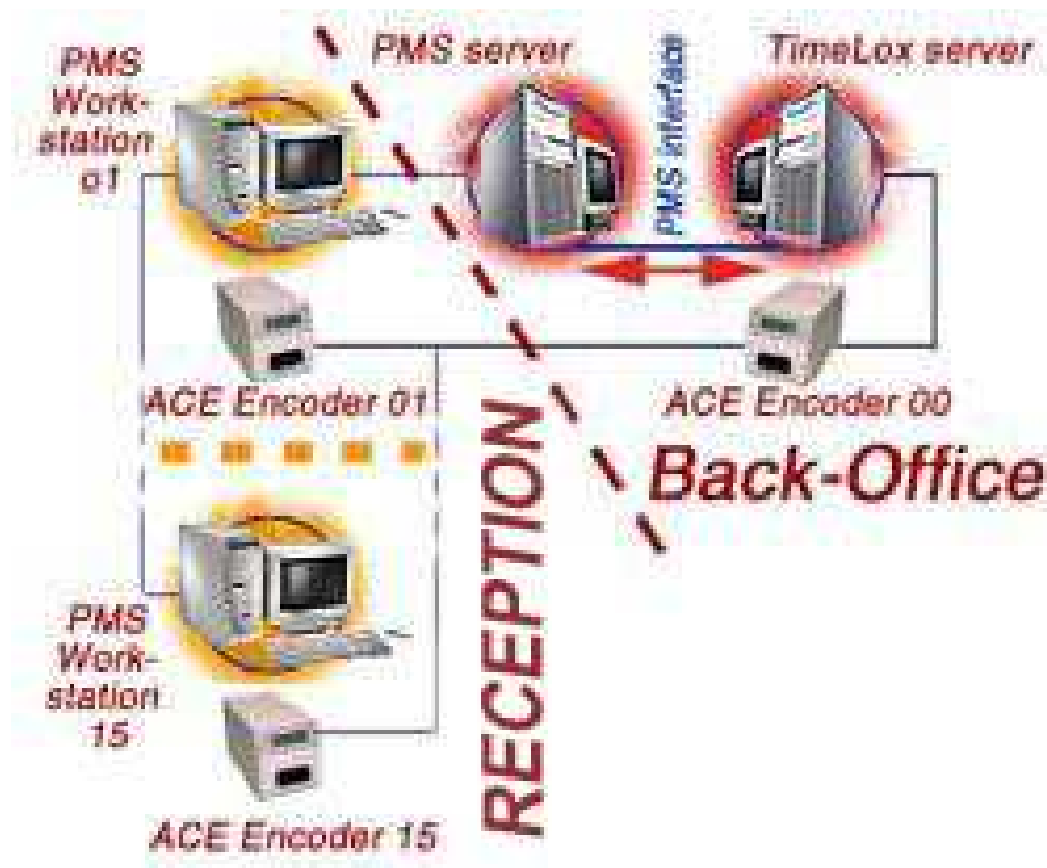 PMS
Work-
station
o1
PMS server
TimeLox server
PMS interface
ACE Encoder 01
ACE Encoder 00
RECEPTION
Back-Office
PMS
Work-
station
15
ACE Encoder 15